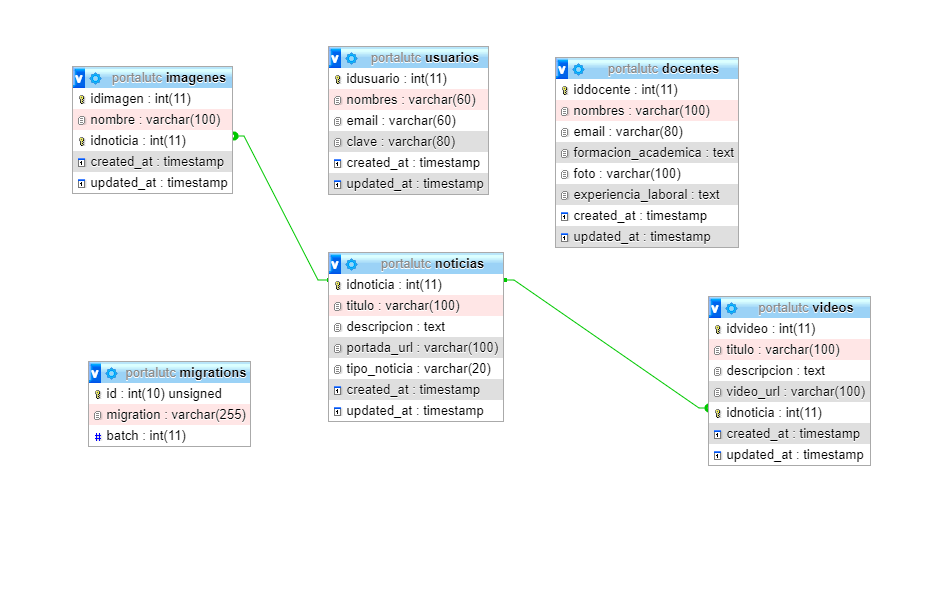 portalutc imagenes
idimagen : int(11)
nombre : varchar(100)
idnoticia : int(11)
created_at : timestamp
updated_at : timestamp
portalutc usuarios
idusuario : int(11)
nombres : varchar(60)
email : varchar(60)
clave : varchar(80)
created_at : timestamp
updated_at : timestamp
portalutc docentes
iddocente : int(11)
nombres : varchar(100)
email : varchar(80)
formacion_academica : text
foto : varchar(100)
experiencia_laboral : text
created_at : timestamp
updated_at : timestamp
portalutc noticias
idnoticia : int(11)
titulo : varchar(100)
descripcion : text
portada_url : varchar(100)
tipo_noticia : varchar(20)
created_at : timestamp
updated_at : timestamp
portalutc videos
idvideo : int(11)
titulo : varchar(100)
descripcion : text
video_url : varchar(100)
idnoticia : int(11)
created_at : timestamp
updated_at : timestamp
portalutc migrations
id : int(10) unsigned
migration : varchar(255)
# batch : int(11)